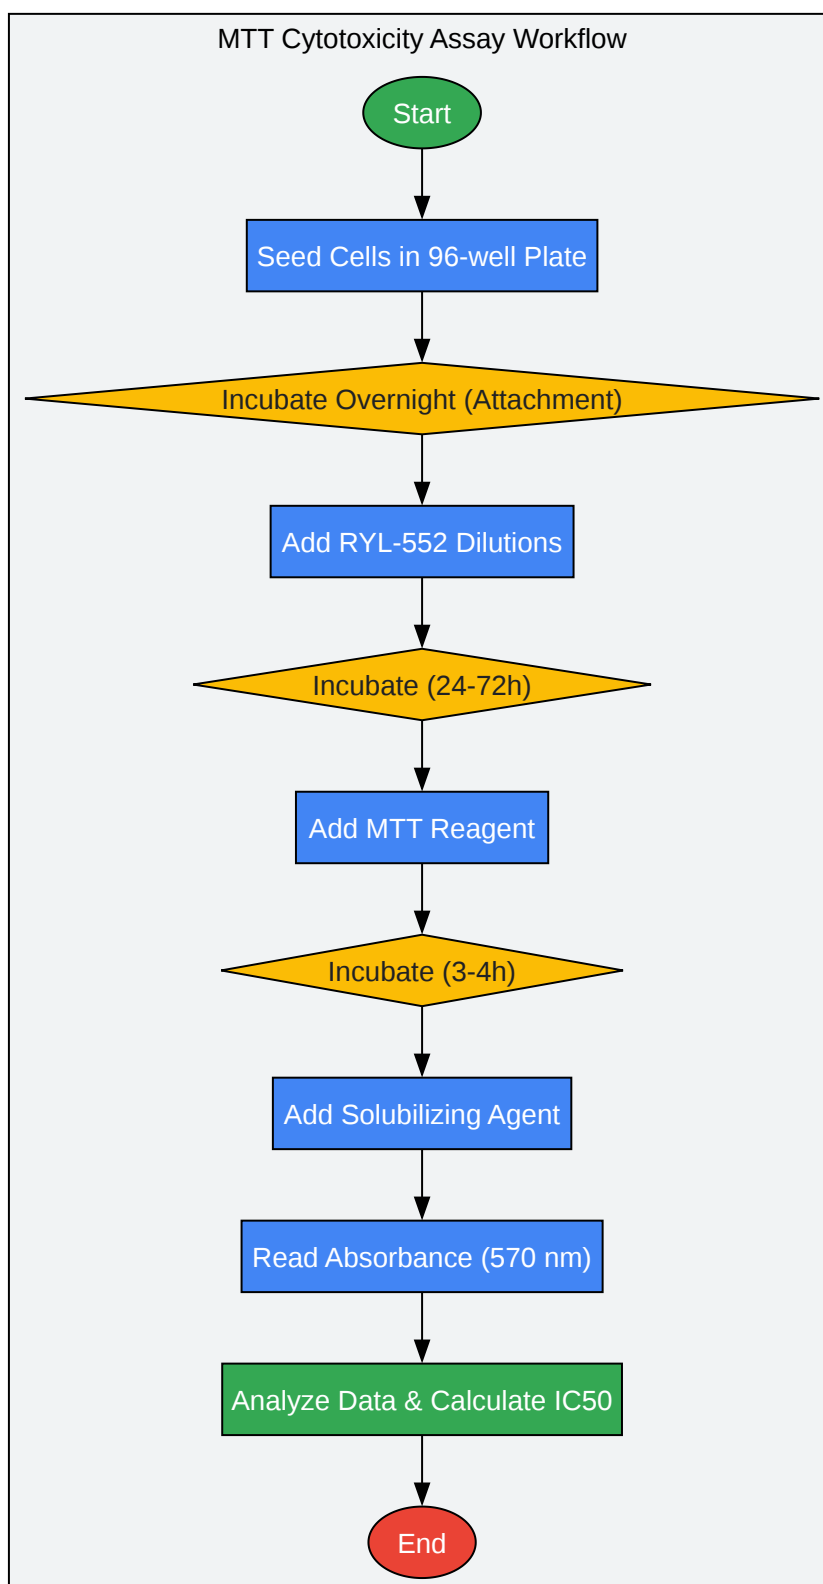 MTT Cytotoxicity Assay Workflow
Start
Seed Cells in 96-well Plate
Incubate Overnight (Attachment)
Add RYL-552 Dilutions
Incubate (24-72h)
Add MTT Reagent
Incubate (3-4h)
Add Solubilizing Agent
Read Absorbance (570 nm)
Analyze Data & Calculate IC50
End